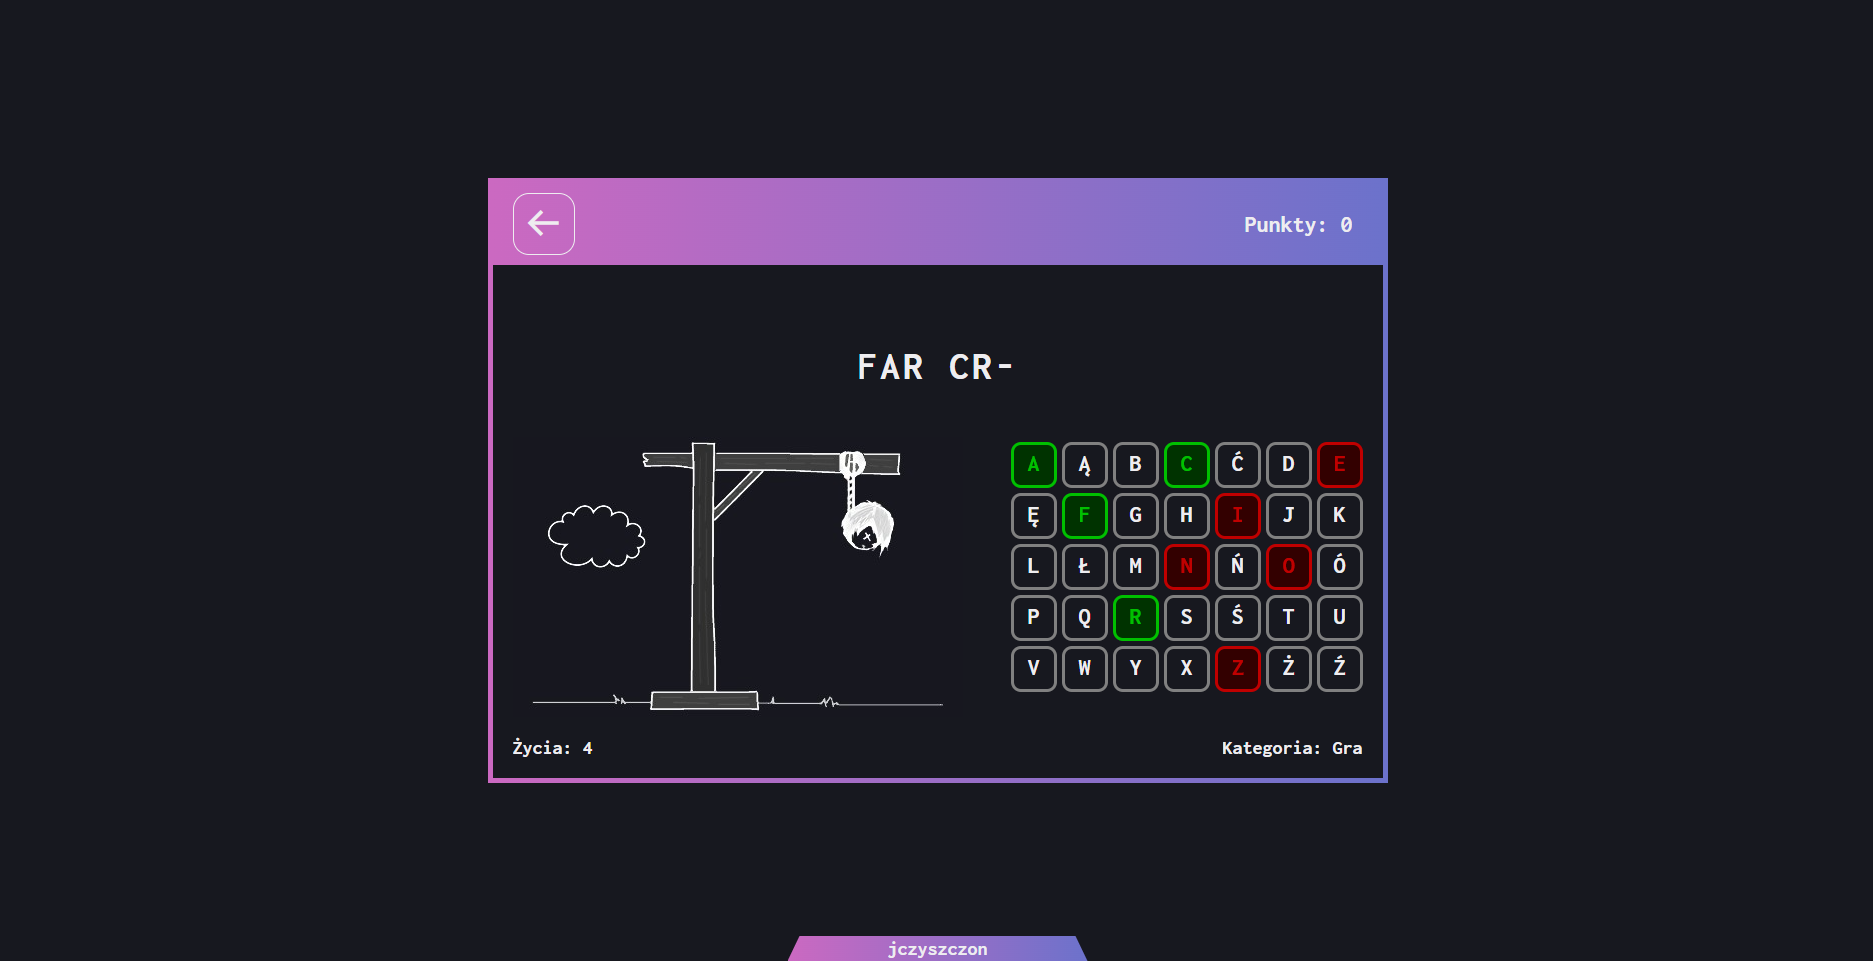 Punkty: 0
FAR CR-
A Ą B C Ć D E
Ę F G H I J K
L Ł M N Ń O Ó
P Q R S Ś T U
V W Y X Z Ż Ź
Życia: 4
Kategoria: Gra
jczyszczon